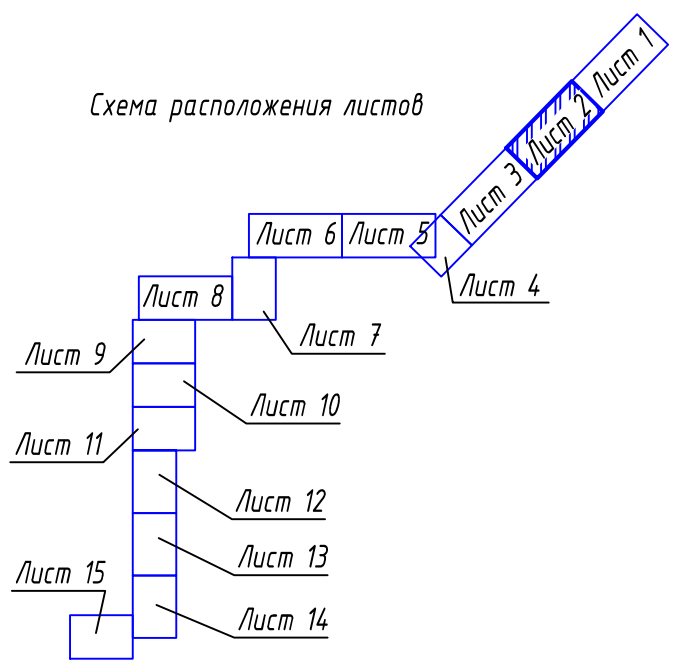 Схема расположения листов
Лист 1
Лист 2
Лист 3
Лист 4
Лист 5
Лист 6
Лист 7
Лист 8
Лист 9
Лист 10
Лист 11
Лист 12
Лист 13
Лист 14
Лист 15